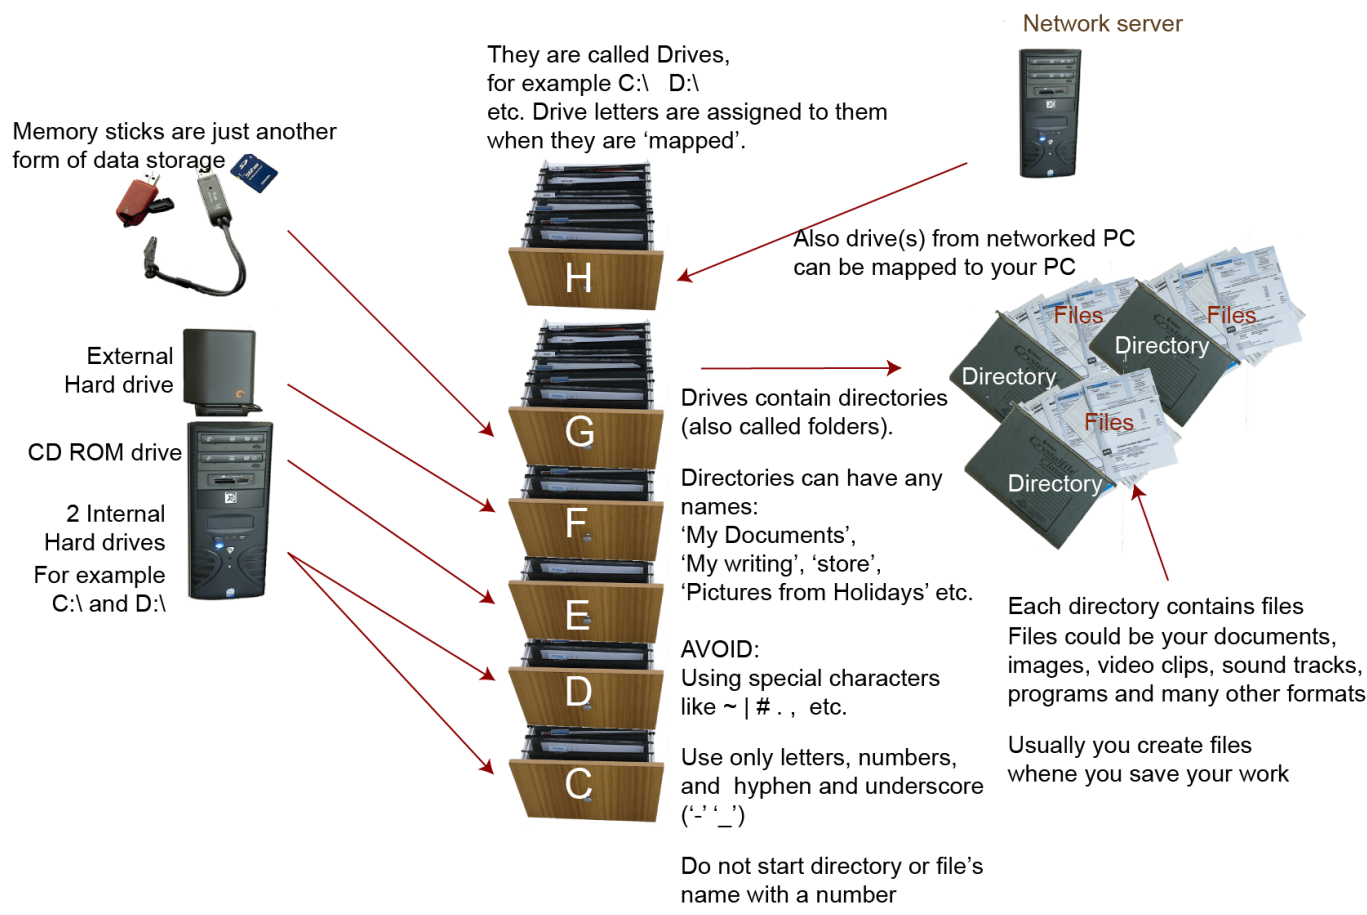 Network server
They are called Drives,
for example C:\ D:\
etc. Drive letters are assigned to them
when they are ‘mapped’.
Memory sticks are just another
form of data storage
H
Also drive(s) from networked PC
can be mapped to your PC
External
Hard drive
CD ROM drive
2 Internal
Hard drives
For example
C:\ and D:\
G
F
E
D
C
Drives contain directories
(also called folders).
Directories can have any
names:
‘My Documents’,
‘My writing’, ‘store’,
‘Pictures from Holidays’ etc.
AVOID:
Using special characters
like ~ | # . , etc.
Use only letters, numbers,
and hyphen and underscore
(‘-’ ‘_’)
Do not start directory or file’s
name with a number
Files
Directory
Files
Directory
Files
Directory
Each directory contains files
Files could be your documents,
images, video clips, sound tracks,
programs and many other formats
Usually you create files
whene you save your work